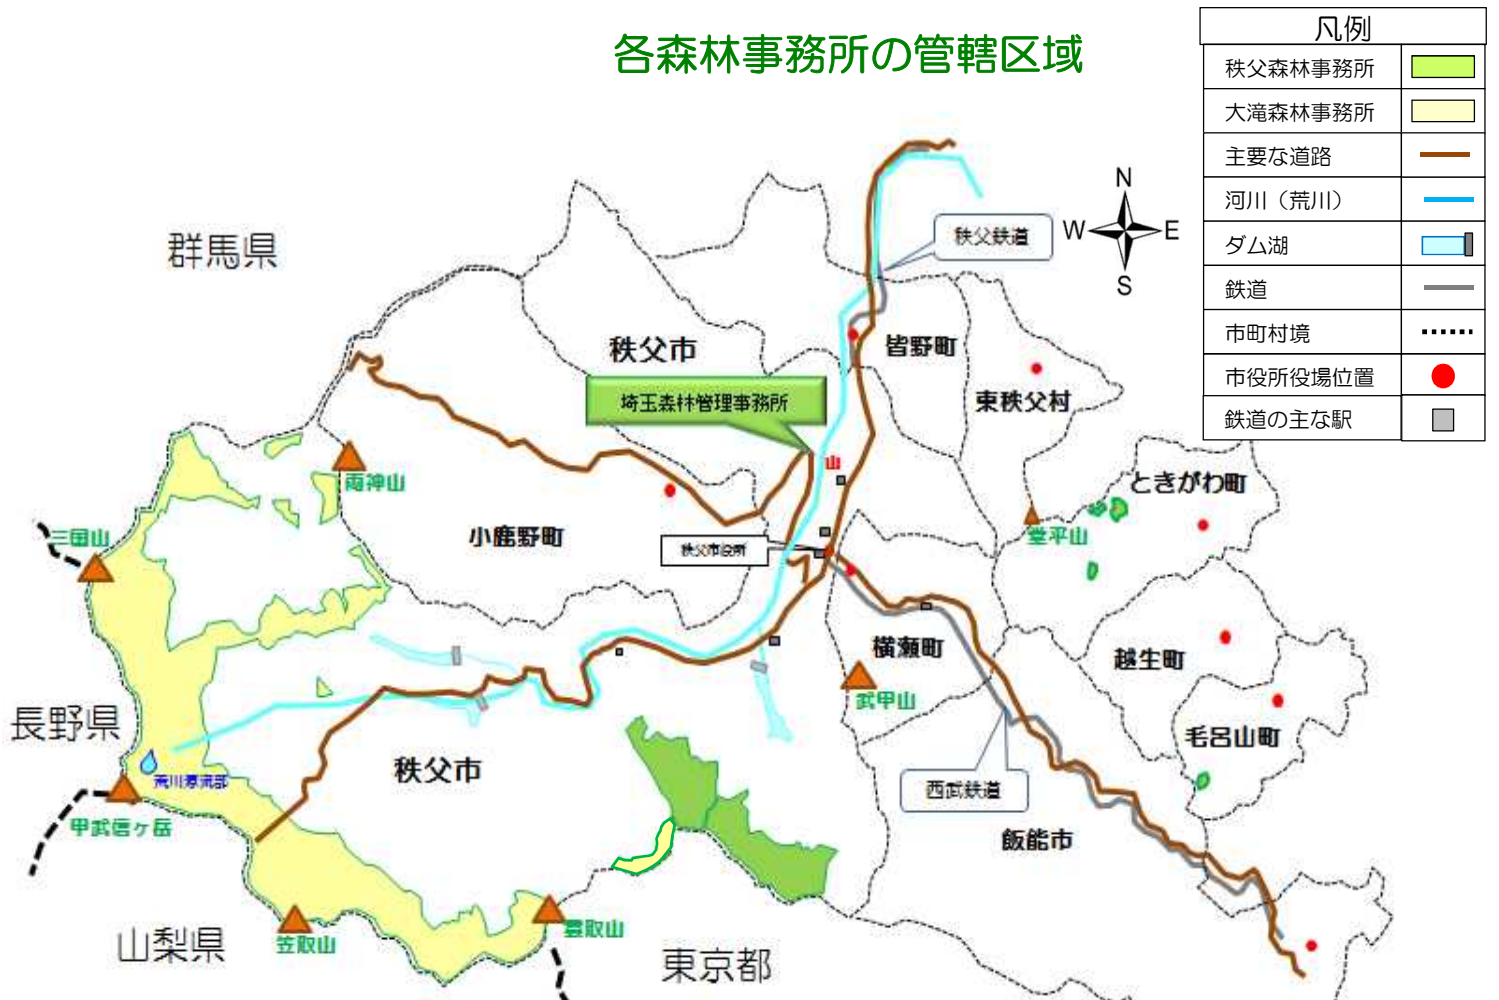 各森林事務所の管轄区域
凡例
秩父森林事務所
大滝森林事務所
主要な道路
河川（荒川）
ダム湖
鉄道
市町村境
市役所役場位置
鉄道の主な駅
N
W
E
S
群馬県
秩父鉄道
秩父市
皆野町
東秩父村
埼玉森林管理事務所
山
両神山
ときがわ町
三国山
小鹿野町
秩父市役所
堂平山
横瀬町
越生町
武甲山
長野県
毛呂山町
荒川源流部
秩父市
西武鉄道
甲武信ヶ岳
飯能市
山梨県
笠取山
雲取山
東京都